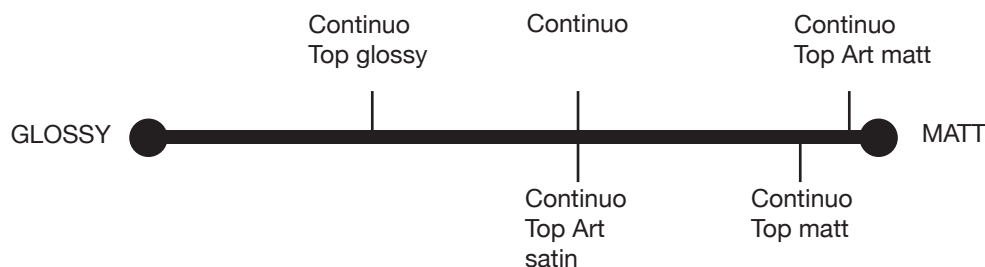 Continuo
Top glossy
Continuo
Continuo
Top Art matt
GLOSSY
MATT
Continuo
Top Art
satin
Continuo
Top matt